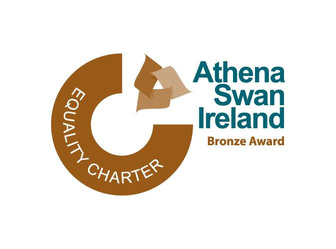 EQUALITY CHARTER
Athena
Swan
Ireland
Bronze Award